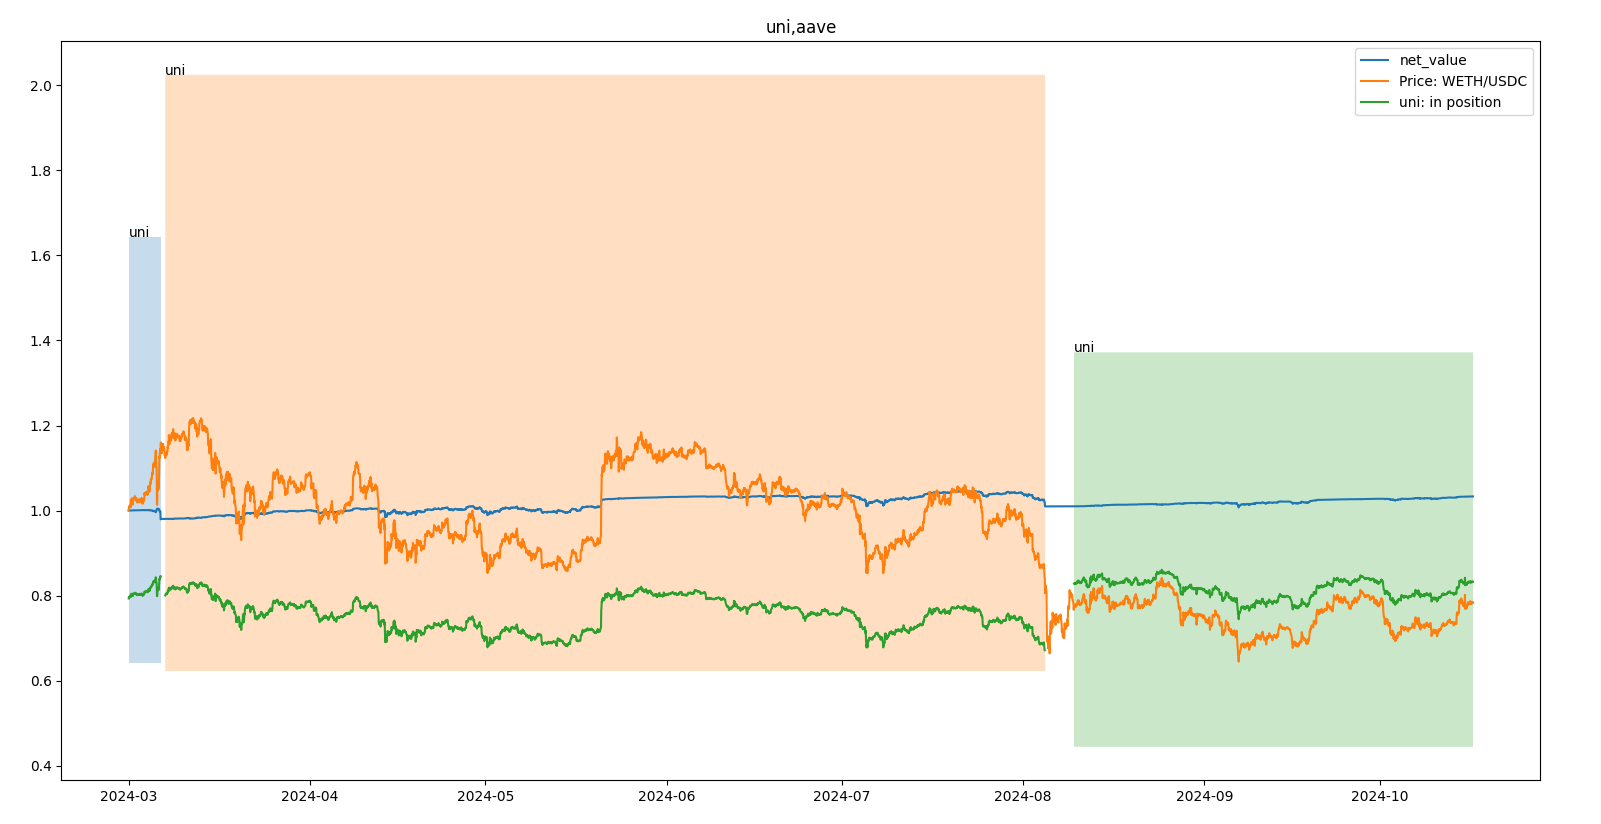 uni,aave
net_value
Price: WETH/USDC
uni: in position
uni
uni
uni
2.0
1.8
1.6
1.4
1.2
1.0
0.8
0.6
0.4
2024-03 2024-04 2024-05 2024-06 2024-07 2024-08 2024-09 2024-10